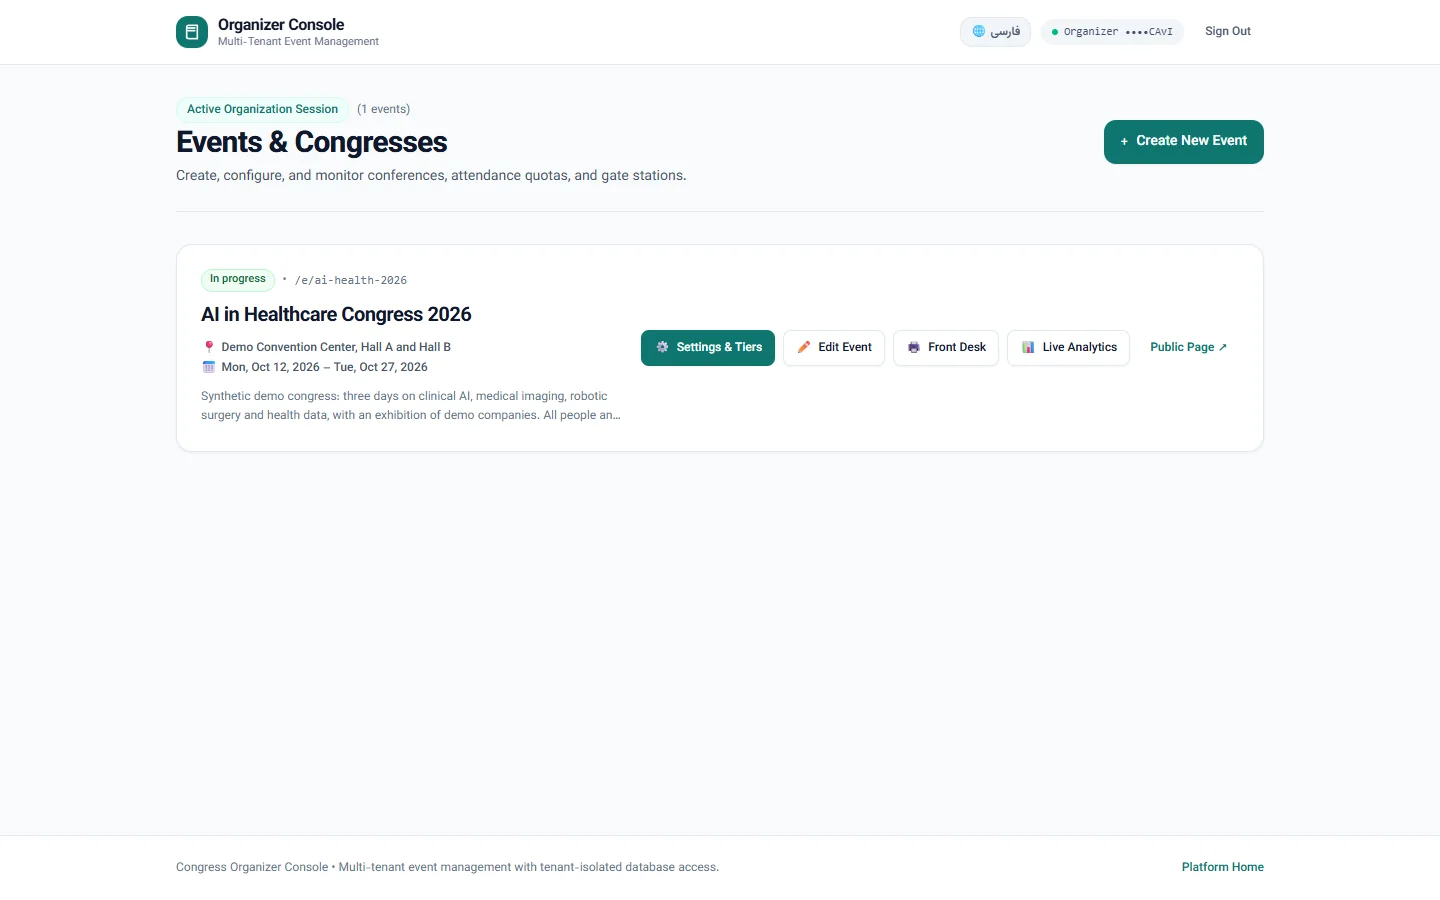 Organizer Console
Multi-Tenant Event Management
فارسی
Organizer ••••CAvI
Sign Out
Active Organization Session (1 events)
Events & Congresses
Create, configure, and monitor conferences, attendance quotas, and gate stations.
+ Create New Event
In progress • /e/ai-health-2026
AI in Healthcare Congress 2026
Demo Convention Center, Hall A and Hall B
Mon, Oct 12, 2026 – Tue, Oct 27, 2026
Synthetic demo congress: three days on clinical AI, medical imaging, robotic
surgery and health data, with an exhibition of demo companies. All people an...
Settings & Tiers
Edit Event
Front Desk
Live Analytics
Public Page ↗
Congress Organizer Console • Multi-tenant event management with tenant-isolated database access.
Platform Home